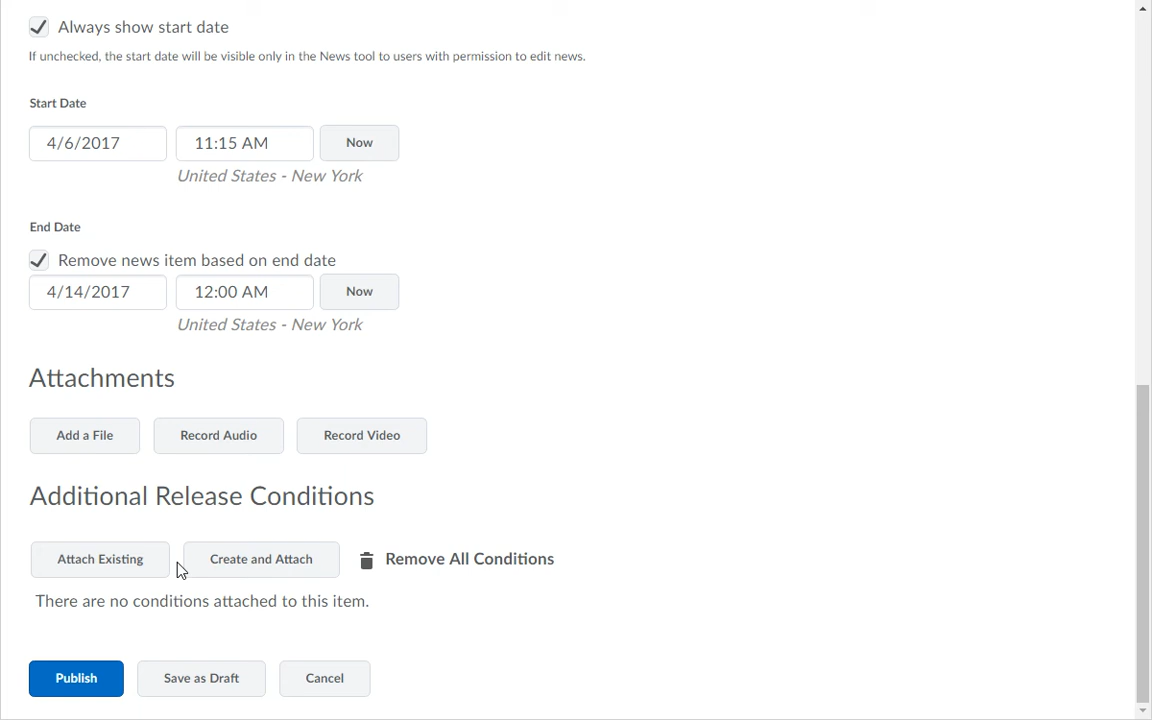 Always show start date
If unchecked, the start date will be visible only in the News tool to users with permission to edit news.
Start Date
4/6/2017 11:15 AM Now
United States - New York
End Date
Remove news item based on end date
4/14/2017 12:00 AM Now
United States - New York
Attachments
Add a File Record Audio Record Video
Additional Release Conditions
Attach Existing Create and Attach Remove All Conditions
There are no conditions attached to this item.
Publish Save as Draft Cancel